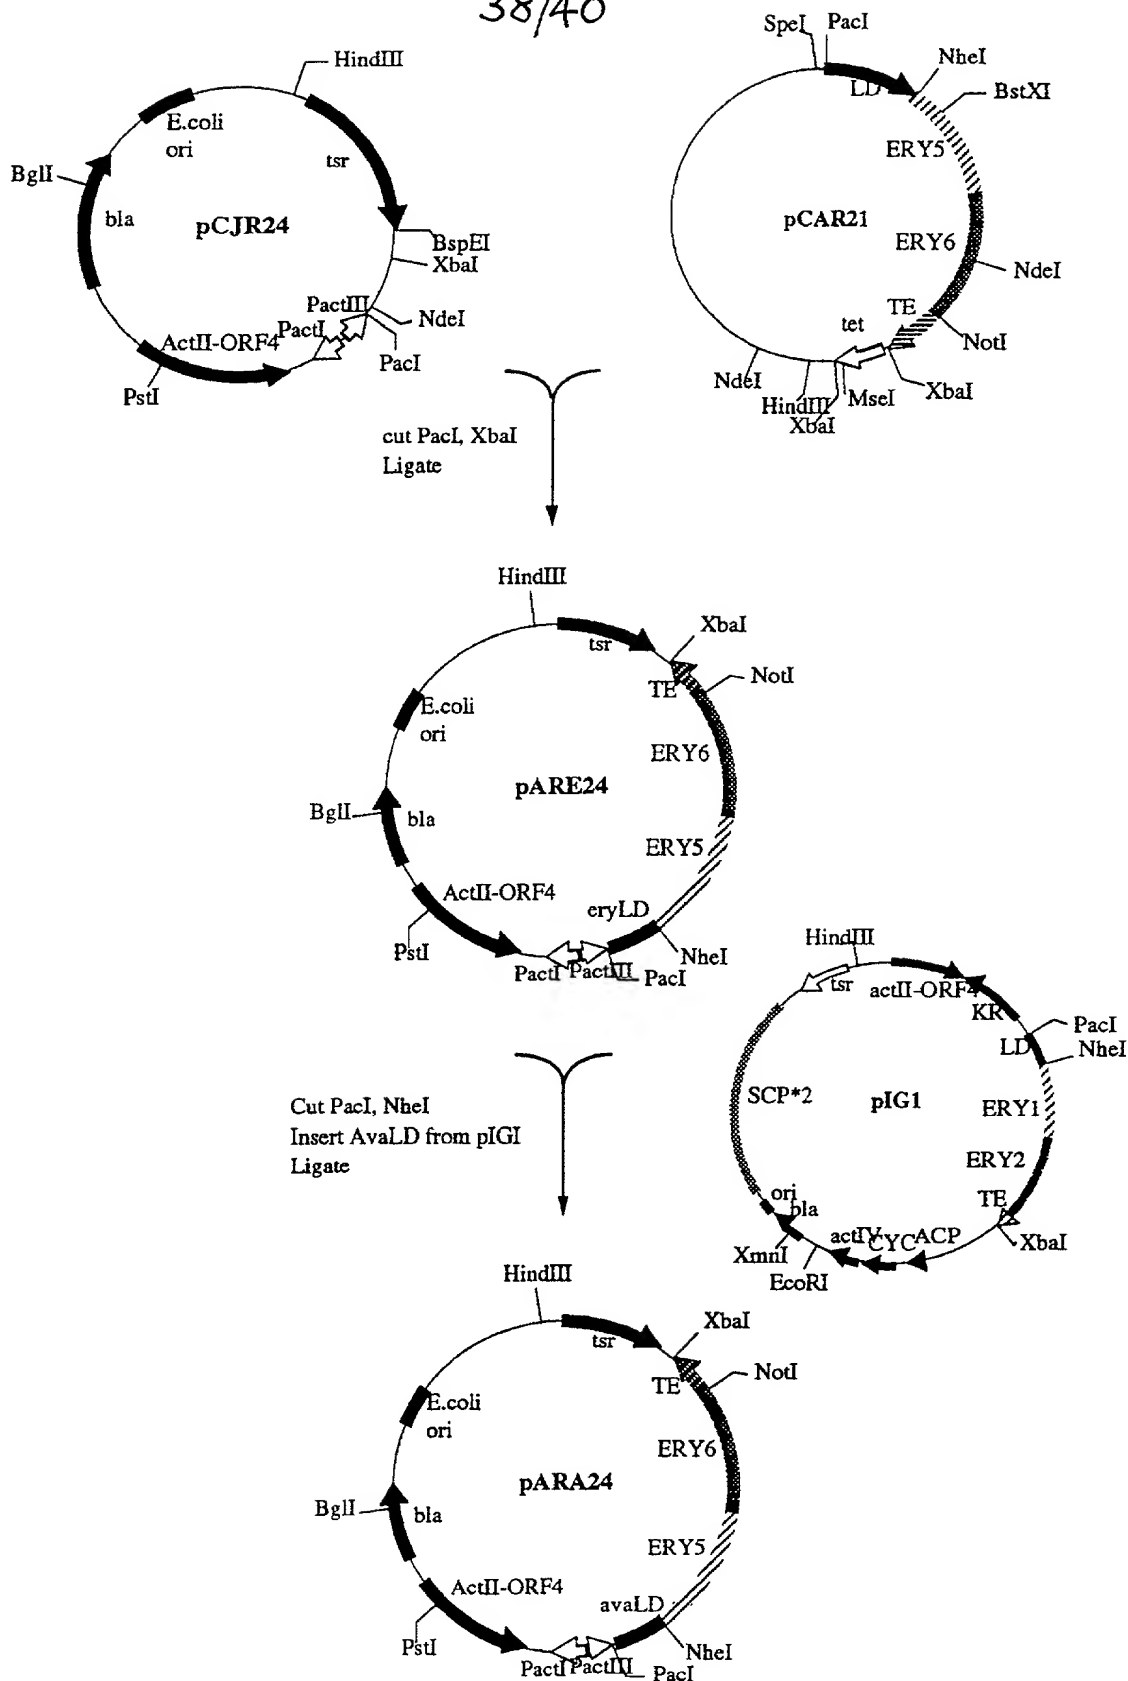 38/40
HindIII
E.coli
ori
tsr
BglI
bla
pCJR24
BspEI
XbaI
PactIII
NdeI
PactI
ActII-ORF4
PacI
PstI
SpeI
PacI
NheI
LD
BstXI
ERY5
pCAR21
ERY6
NdeI
TE
tet
NotI
NdeI
XbaI
HindIII
MseI
XbaI
cut PacI, XbaI
Ligate
HindIII
XbaI
tsr
TE
NotI
E.coli
ori
ERY6
pARE24
BglI
bla
ERY5
ActII-ORF4
eryLD
PstI
NheI
PactI
PactIII
PacI
HindIII
tsr
actII-ORF4
KR
PacI
LD
NheI
SCP*2
pIG1
ERY1
ERY2
ori
bla
TE
actIV
CYC
ACP
XbaI
XmnI
EcoRI
Cut PacI, NheI
Insert AvaLD from pIGI
Ligate
HindIII
XbaI
tsr
TE
NotI
E.coli
ori
ERY6
pARA24
BglI
bla
ERY5
ActII-ORF4
avaLD
PstI
NheI
PactI
PactIII
PacI